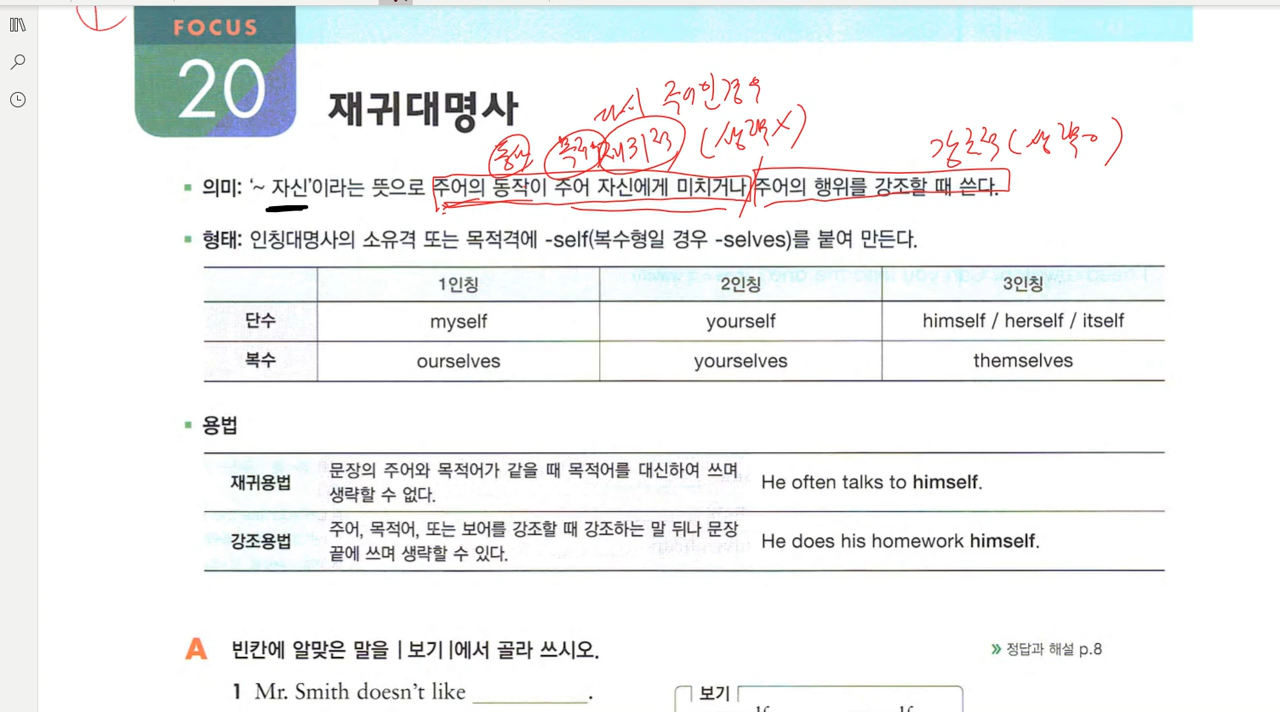 FOCUS
20
재귀대명사
다시 주어인경우
동사 목적어 재귀적 (생략X)
강조적 (생략O)
의미: '~ 자신'이라는 뜻으로 주어의 동작이 주어 자신에게 미치거나 주어의 행위를 강조할 때 쓴다.
형태: 인칭대명사의 소유격 또는 목적격에 -self(복수형일 경우 -selves)를 붙여 만든다.
1인칭 2인칭 3인칭
단수 myself yourself himself / herself / itself
복수 ourselves yourselves themselves
용법
재귀용법 문장의 주어와 목적어가 같을 때 목적어를 대신하여 쓰며
생략할 수 없다.
He often talks to himself.
강조용법 주어, 목적어, 또는 보어를 강조할 때 강조하는 말 뒤나 문장
끝에 쓰며 생략할 수 있다.
He does his homework himself.
A 빈칸에 알맞은 말을 |보기|에서 골라 쓰시오.
» 정답과 해설 p.8
1 Mr. Smith doesn't like ________.
보기